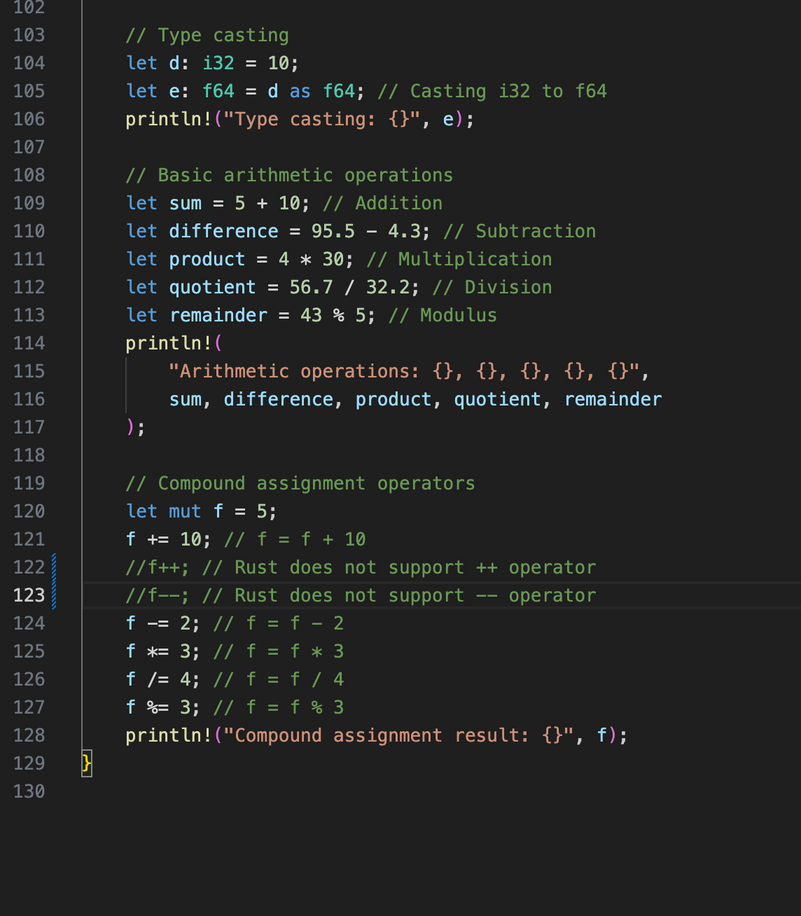 102
103 // Type casting
104 let d: i32 = 10;
105 let e: f64 = d as f64; // Casting i32 to f64
106 println!("Type casting: {}", e);
107
108 // Basic arithmetic operations
109 let sum = 5 + 10; // Addition
110 let difference = 95.5 - 4.3; // Subtraction
111 let product = 4 * 30; // Multiplication
112 let quotient = 56.7 / 32.2; // Division
113 let remainder = 43 % 5; // Modulus
114 println!(
115 "Arithmetic operations: {}, {}, {}, {}, {}",
116 sum, difference, product, quotient, remainder
117 );
118
119 // Compound assignment operators
120 let mut f = 5;
121 f += 10; // f = f + 10
122 //f++; // Rust does not support ++ operator
123 //f--; // Rust does not support -- operator
124 f -= 2; // f = f - 2
125 f *= 3; // f = f * 3
126 f /= 4; // f = f / 4
127 f %= 3; // f = f % 3
128 println!("Compound assignment result: {}", f);
129 }
130